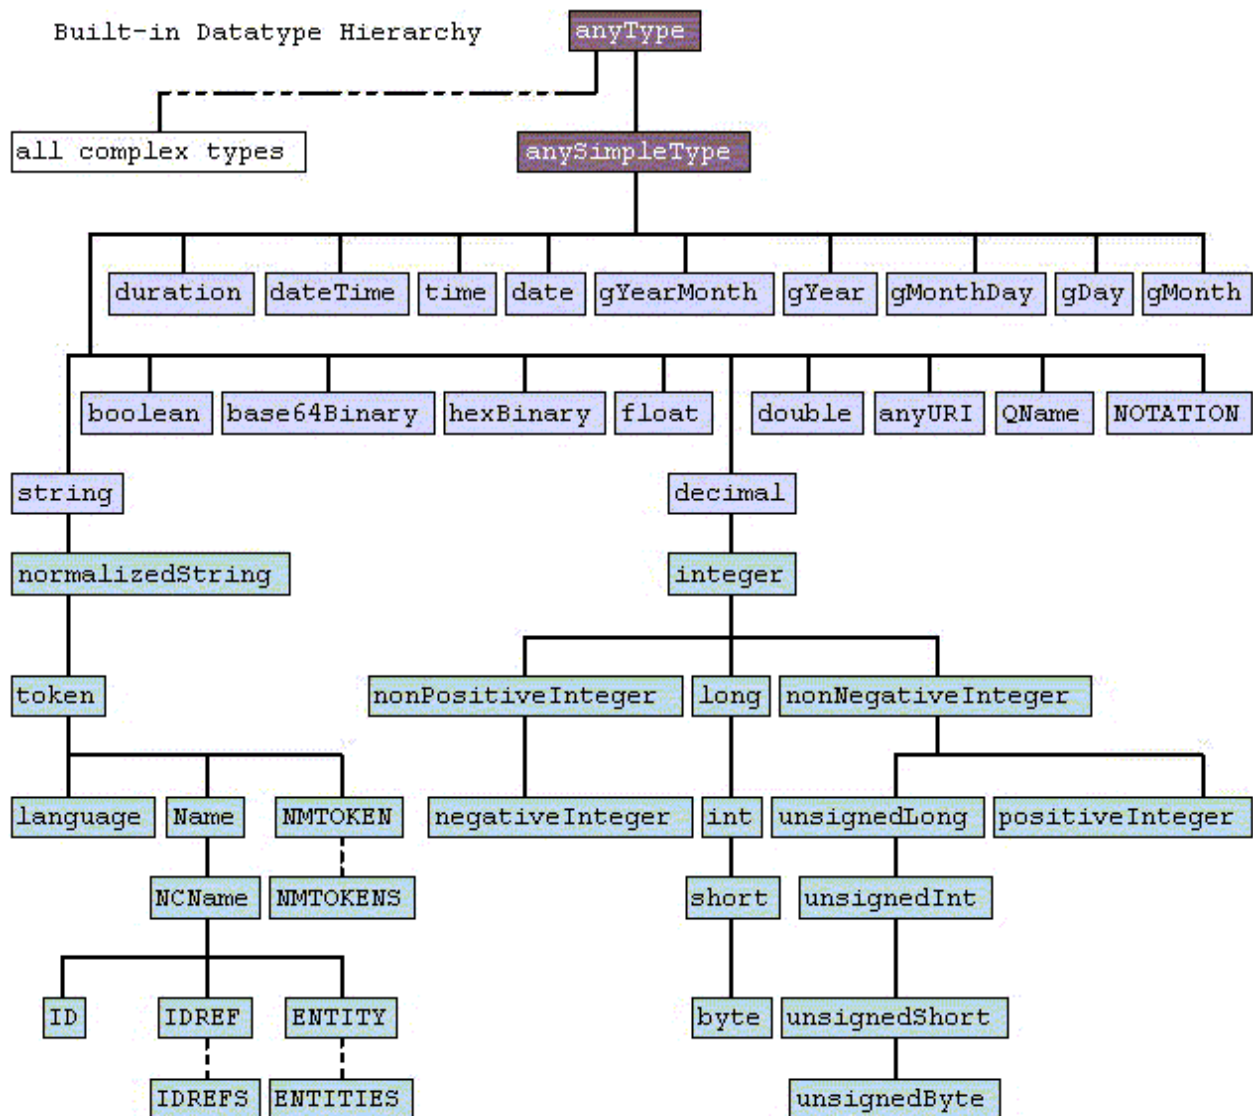 Built-in Datatype Hierarchy anyType
all complex types anySimpleType
duration dateTime time date gYearMonth gYear gMonthDay gDay gMonth
boolean base64Binary hexBinary float double anyURI QName NOTATION
string decimal
normalizedString integer
token nonPositiveInteger long nonNegativeInteger
language Name NMTOKEN negativeInteger int unsignedLong positiveInteger
NCName NMTOKENS short unsignedInt
ID IDREF ENTITY byte unsignedShort
IDREFS ENTITIES unsignedByte